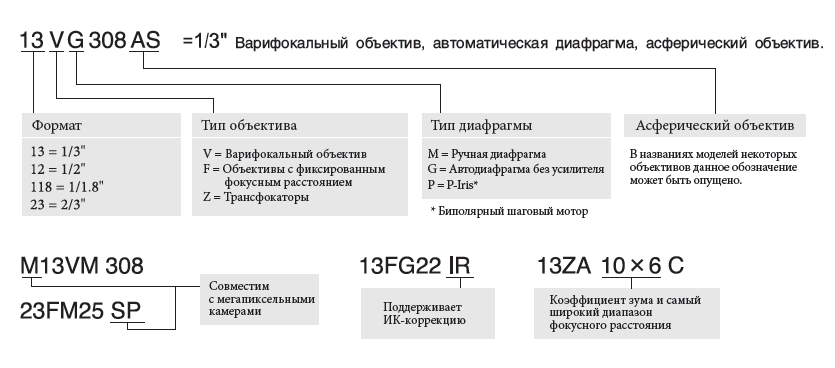 13 V G 308 AS =1/3" Варифокальный объектив, автоматическая диафрагма, асферический объектив.
Формат
13 = 1/3"
12 = 1/2"
118 = 1/1.8"
23 = 2/3"
Тип объектива
V = Варифокальный объектив
F = Объективы с фиксированным
фокусным расстоянием
Z = Трансфокаторы
Тип диафрагмы
M = Ручная диафрагма
G = Автодиафрагма без усилителя
P = P-Iris*
* Биполярный шаговый мотор
Асферический объектив
В названиях моделей некоторых
объективов данное обозначение
может быть опущено.
M13VM 308
23FM25 SP
Совместим
с мегапиксельными
камерами
13FG22 IR
Поддерживает
ИК-коррекцию
13ZA 10 × 6 C
Коэффициент зума и самый
широкий диапазон
фокусного расстояния